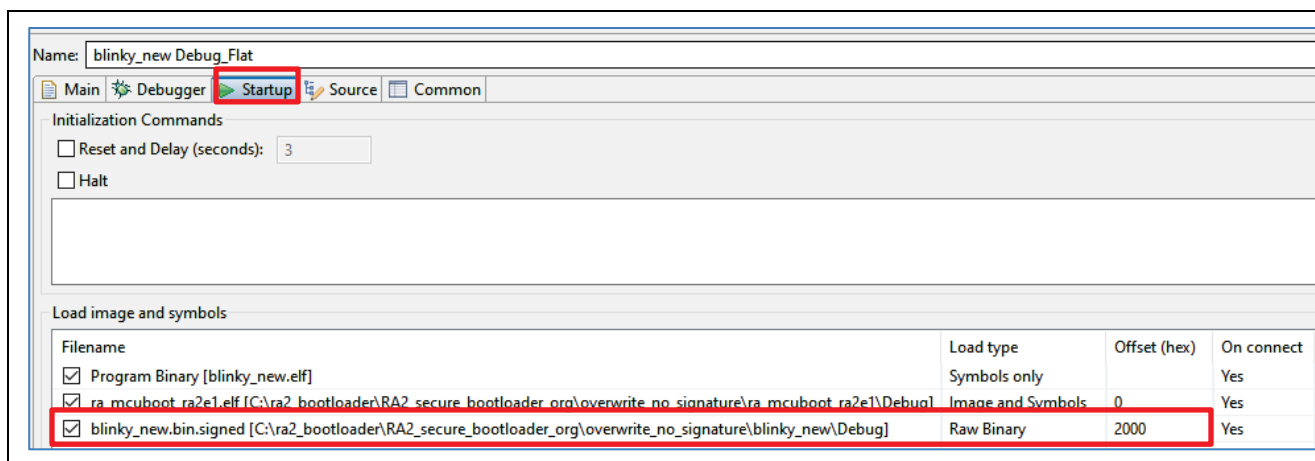 Name: blinky_new Debug_Flat
Main Debugger Startup Source Common
Initialization Commands
Reset and Delay (seconds): 3
Halt
Load image and symbols
Filename Load type Offset (hex) On connect
Program Binary [blinky_new.elf] Symbols only Yes
ra_mcuboot_ra2e1.elf [C:\ra2_bootloader\RA2_secure_bootloader_org\overwrite_no_signature\ra_mcuboot_ra2e1\Debug] Image and Symbols 0 Yes
blinky_new.bin.signed [C:\ra2_bootloader\RA2_secure_bootloader_org\overwrite_no_signature\blinky_new\Debug] Raw Binary 2000 Yes